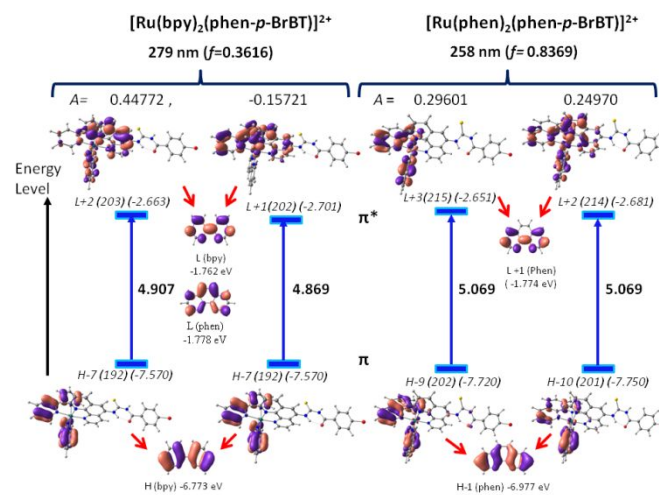 [Ru(bpy)2(phen-p-BrBT)]2+ [Ru(phen)2(phen-p-BrBT)]2+
279 nm (f=0.3616) 258 nm (f= 0.8369)
A= 0.44772 , -0.15721 A = 0.29601 0.24970
Energy
Level
L+2 (203) (-2.663) L+1(202) (-2.701) L+3(215) (-2.651) L+2 (214) (-2.681)
π*
L (bpy)
-1.762 eV
L +1 (Phen)
( -1.774 eV)
4.907 4.869 5.069 5.069
L (phen)
-1.778 eV
π
H-7 (192) (-7.570) H-7 (192) (-7.570) H-9 (202) (-7.720) H-10 (201) (-7.750)
H (bpy) -6.773 eV H-1 (phen) -6.977 eV